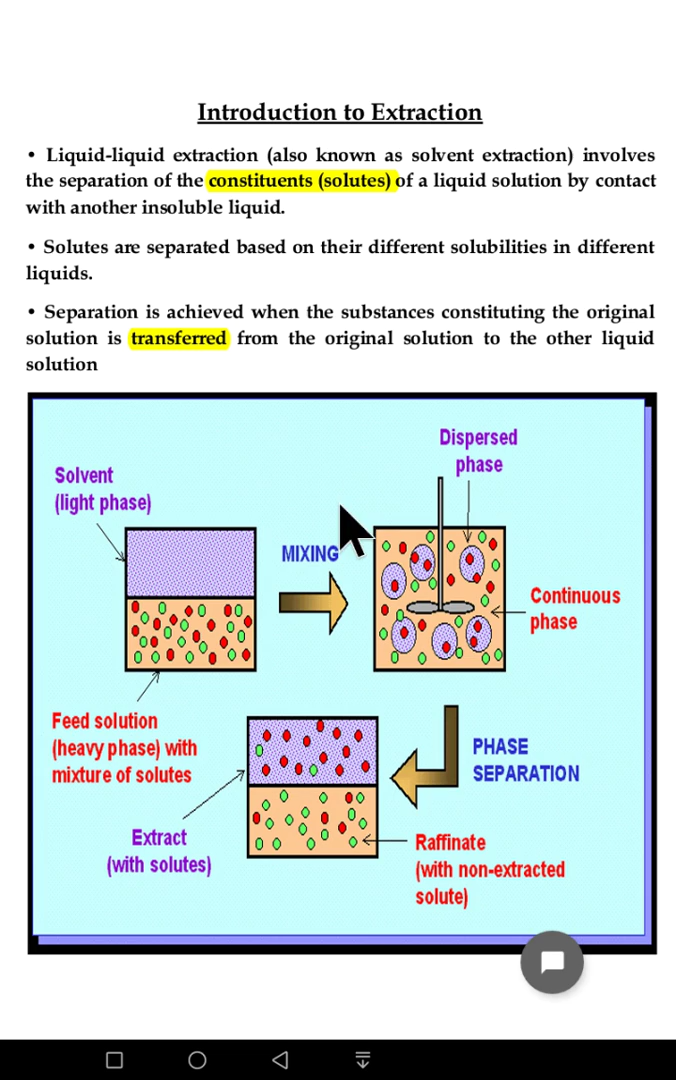 Introduction to Extraction
• Liquid-liquid extraction (also known as solvent extraction) involves
the separation of the constituents (solutes) of a liquid solution by contact
with another insoluble liquid.
• Solutes are separated based on their different solubilities in different
liquids.
• Separation is achieved when the substances constituting the original
solution is transferred from the original solution to the other liquid
solution
Dispersed
phase
Solvent
(light phase)
MIXING
Continuous
phase
Feed solution
(heavy phase) with
mixture of solutes
PHASE
SEPARATION
Extract
(with solutes)
Raffinate
(with non-extracted
solute)